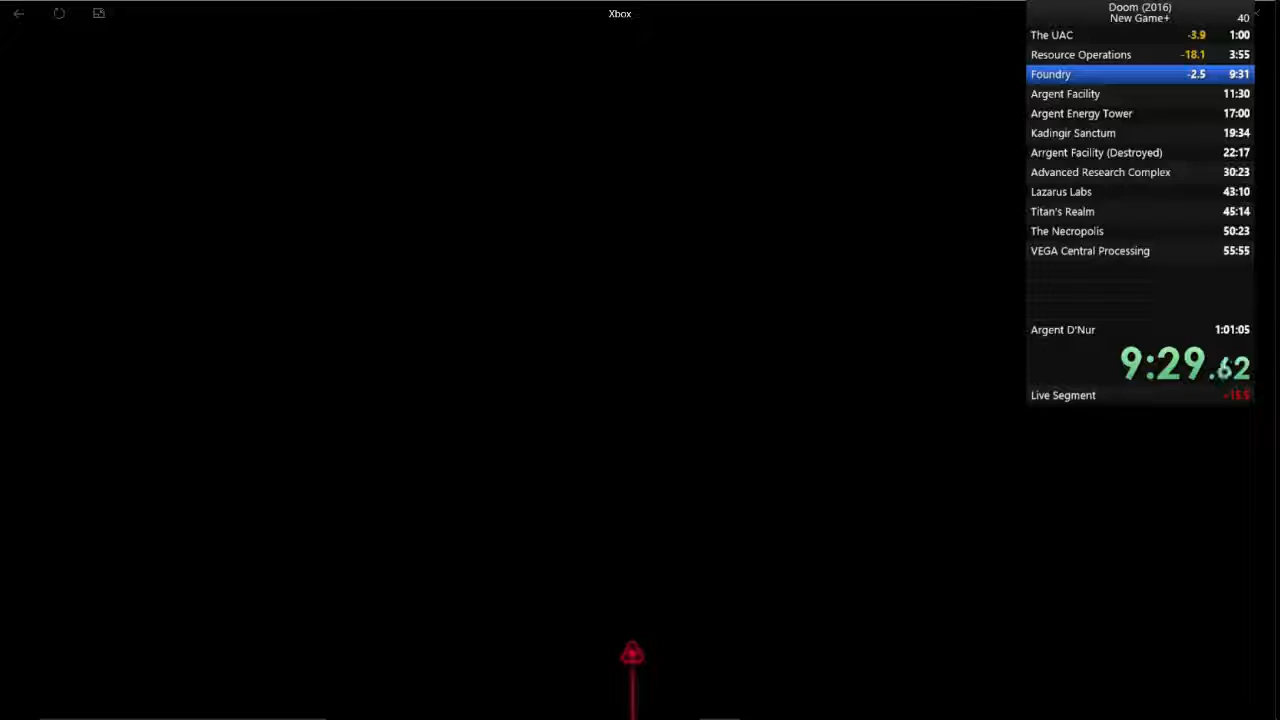 Xbox
Doom (2016)
New Game+ 40
The UAC -3.9 1:00
Resource Operations -18.1 3:55
Foundry -2.5 9:31
Argent Facility 11:30
Argent Energy Tower 17:00
Kadingir Sanctum 19:34
Arrgent Facility (Destroyed) 22:17
Advanced Research Complex 30:23
Lazarus Labs 43:10
Titan's Realm 45:14
The Necropolis 50:23
VEGA Central Processing 55:55
Argent D'Nur 1:01:05
9:29.62
Live Segment -15.5